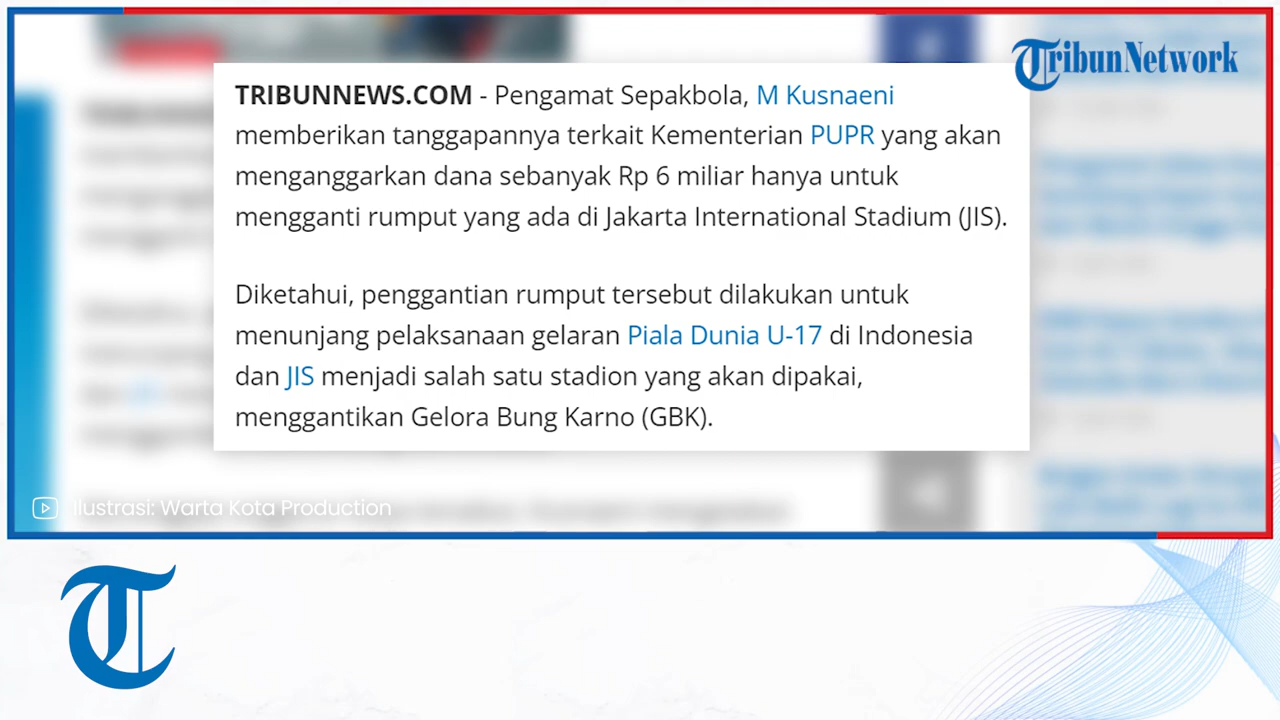 TribunNetwork
TRIBUNNEWS.COM - Pengamat Sepakbola, M Kusnaeni
memberikan tanggapannya terkait Kementerian PUPR yang akan
menganggarkan dana sebanyak Rp 6 miliar hanya untuk
mengganti rumput yang ada di Jakarta International Stadium (JIS).
Diketahui, penggantian rumput tersebut dilakukan untuk
menunjang pelaksanaan gelaran Piala Dunia U-17 di Indonesia
dan JIS menjadi salah satu stadion yang akan dipakai,
menggantikan Gelora Bung Karno (GBK).
Ilustrasi: Warta Kota Production
T